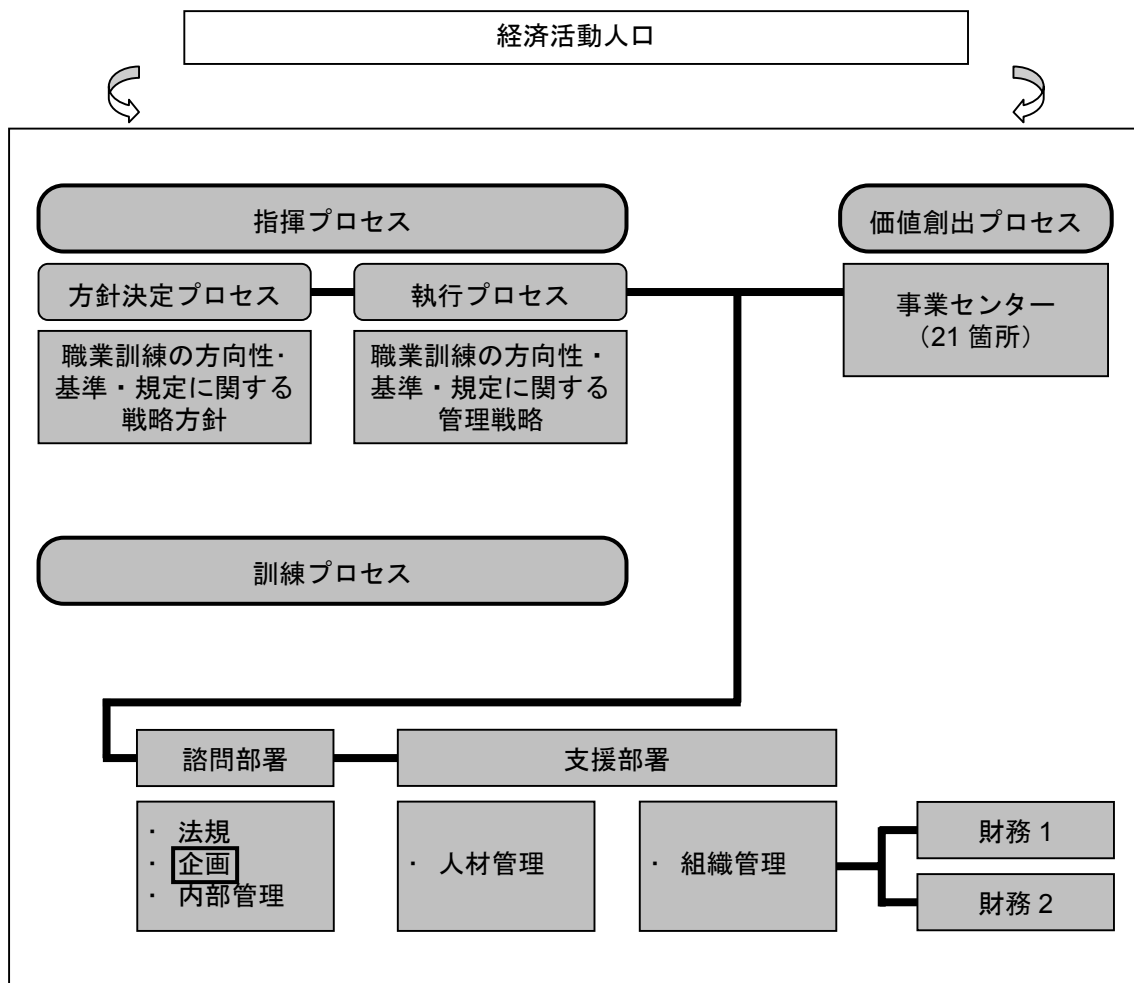 経済活動人口
指揮プロセス
価値創出プロセス
方針決定プロセス
執行プロセス
職業訓練の方向性・
基準・規定に関する
戦略方針
職業訓練の方向性・
基準・規定に関する
管理戦略
事業センター
（21 箇所）
訓練プロセス
諮問部署
支援部署
・ 法規
・ 企画
・ 内部管理
・ 人材管理
・ 組織管理
財務 1
財務 2